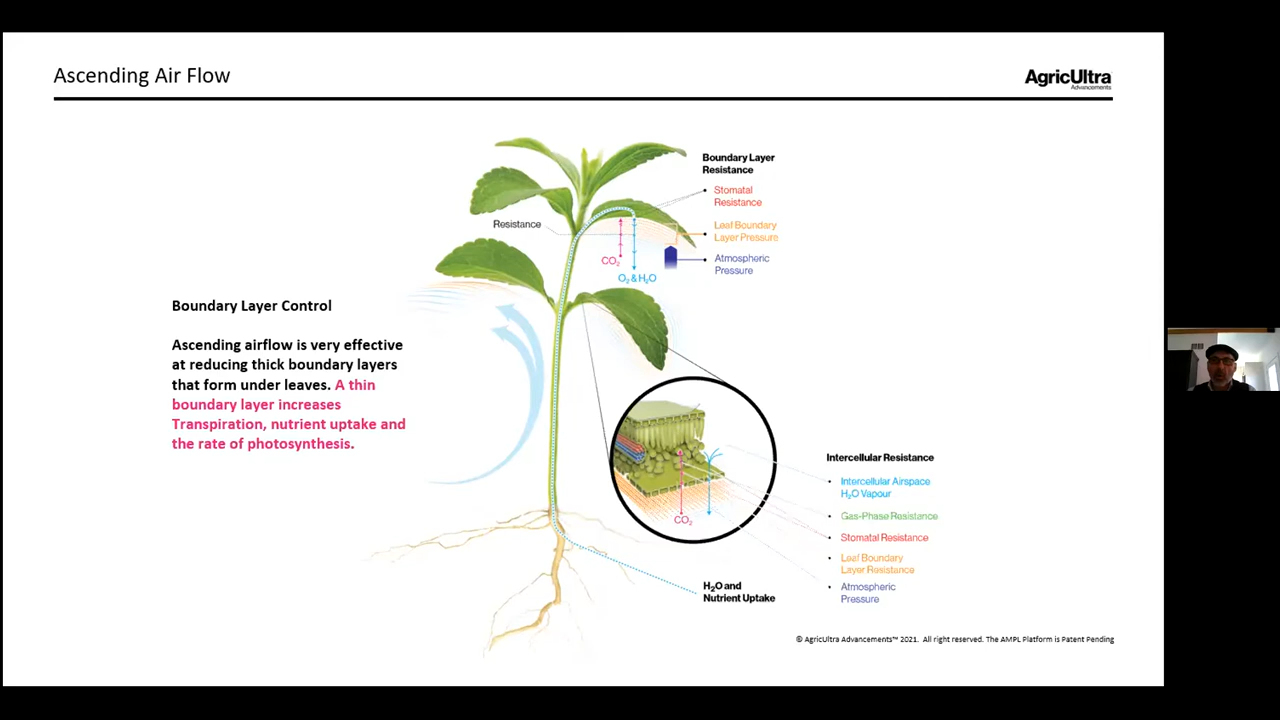 Ascending Air Flow
AgricUltra
Advancements
Boundary Layer
Resistance
Stomatal
Resistance
Resistance
Leaf Boundary
Layer Pressure
CO2
Atmospheric
Pressure
O2 & H2O
Boundary Layer Control
Ascending airflow is very effective
at reducing thick boundary layers
that form under leaves. A thin
boundary layer increases
Transpiration, nutrient uptake and
the rate of photosynthesis.
CO2
Intercellular Resistance
• Intercellular Airspace
H2O Vapour
• Gas-Phase Resistance
• Stomatal Resistance
• Leaf Boundary
Layer Resistance
• Atmospheric
Pressure
H2O and
Nutrient Uptake
© AgricUltra Advancements™ 2021. All right reserved. The AMPL Platform is Patent Pending